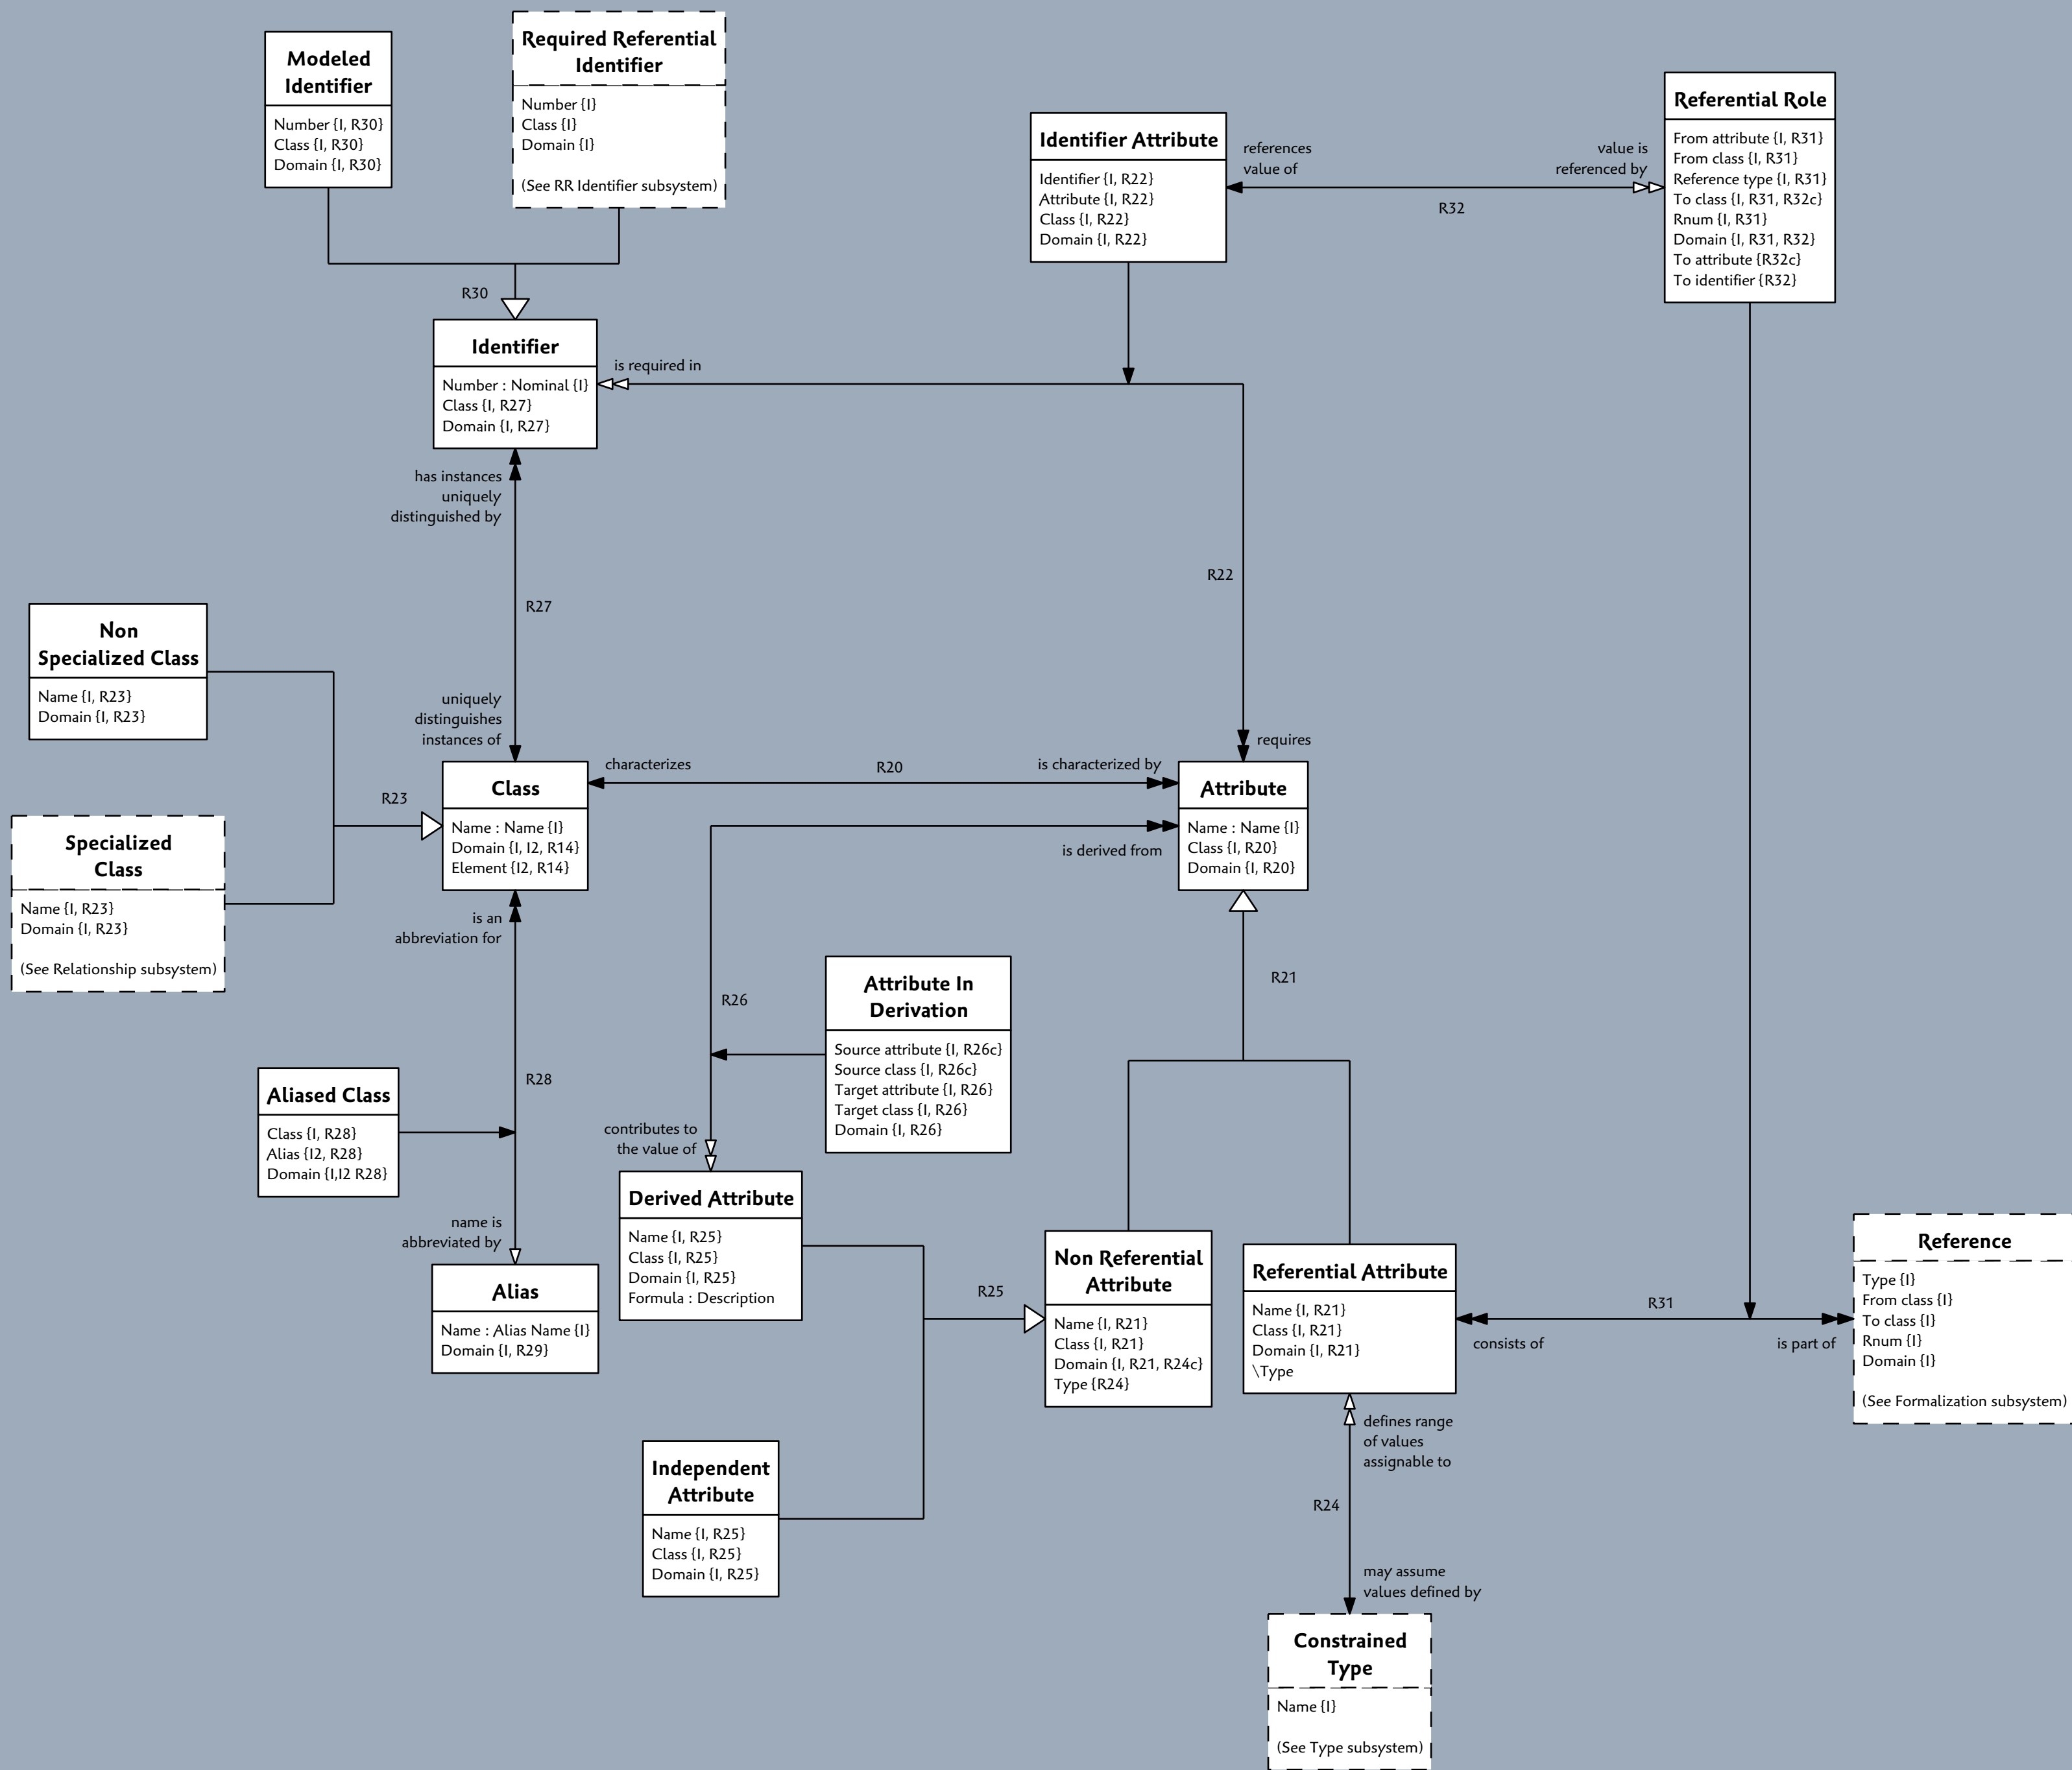 Modeled
Identifier
Number {I, R30}
Class {I, R30}
Domain {I, R30}
Required Referential
Identifier
Number {I}
Class {I}
Domain {I}
(See RR Identifier subsystem)
Identifier Attribute
Identifier {I, R22}
Attribute {I, R22}
Class {I, R22}
Domain {I, R22}
references
value of
value is
referenced by
R32
Referential Role
From attribute {I, R31}
From class {I, R31}
Reference type {I, R31}
To class {I, R31, R32c}
Rnum {I, R31}
Domain {I, R31, R32}
To attribute {R32c}
To identifier {R32}
R30
Identifier
Number : Nominal {I}
Class {I, R27}
Domain {I, R27}
is required in
has instances
uniquely
distinguished by
R27
R22
uniquely
distinguishes
instances of
requires
Non
Specialized Class
Name {I, R23}
Domain {I, R23}
R23
Specialized
Class
Name {I, R23}
Domain {I, R23}
(See Relationship subsystem)
Class
Name : Name {I}
Domain {I, I2, R14}
Element {I2, R14}
characterizes
R20
is characterized by
Attribute
Name : Name {I}
Class {I, R20}
Domain {I, R20}
is derived from
is an
abbreviation for
R26
Attribute In
Derivation
Source attribute {I, R26c}
Source class {I, R26c}
Target attribute {I, R26}
Target class {I, R26}
Domain {I, R26}
R21
Aliased Class
Class {I, R28}
Alias {I2, R28}
Domain {I,I2 R28}
R28
name is
abbreviated by
contributes to
the value of
Alias
Name : Alias Name {I}
Domain {I, R29}
Derived Attribute
Name {I, R25}
Class {I, R25}
Domain {I, R25}
Formula : Description
R25
Non Referential
Attribute
Name {I, R21}
Class {I, R21}
Domain {I, R21, R24c}
Type {R24}
Referential Attribute
Name {I, R21}
Class {I, R21}
Domain {I, R21}
\Type
R31
consists of
is part of
Reference
Type {I}
From class {I}
To class {I}
Rnum {I}
Domain {I}
(See Formalization subsystem)
Independent
Attribute
Name {I, R25}
Class {I, R25}
Domain {I, R25}
defines range
of values
assignable to
R24
may assume
values defined by
Constrained
Type
Name {I}
(See Type subsystem)